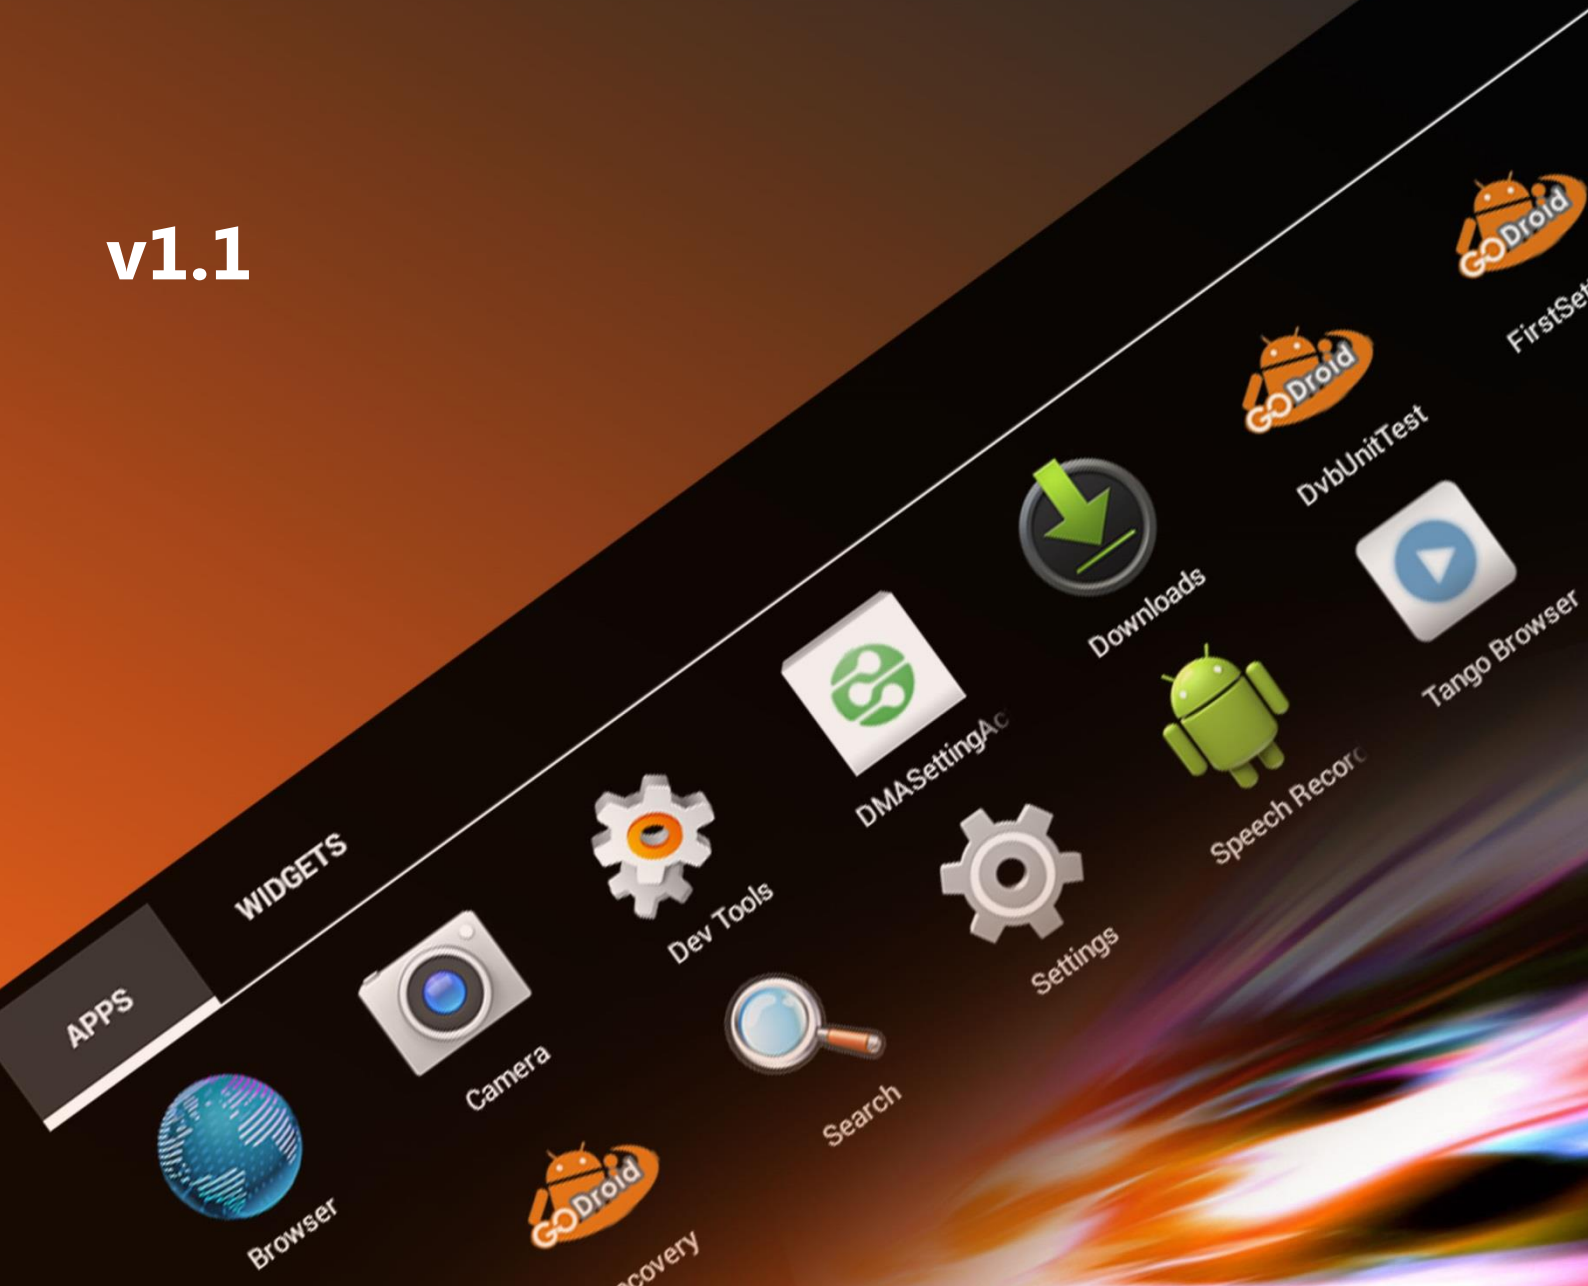 v1.1
APPS
WIDGETS
Browser
Camera
Dev Tools
DMASettingAc
Downloads
GODroid
DvbUnitTest
GODroid
FirstSet
GODroid
covery
Search
Settings
Speech Recorc
Tango Browser